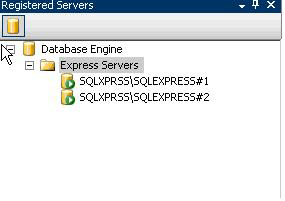 Registered Servers
Database Engine
Express Servers
SQLXPRSS\SQLEXPRESS#1
SQLXPRSS\SQLEXPRESS#2